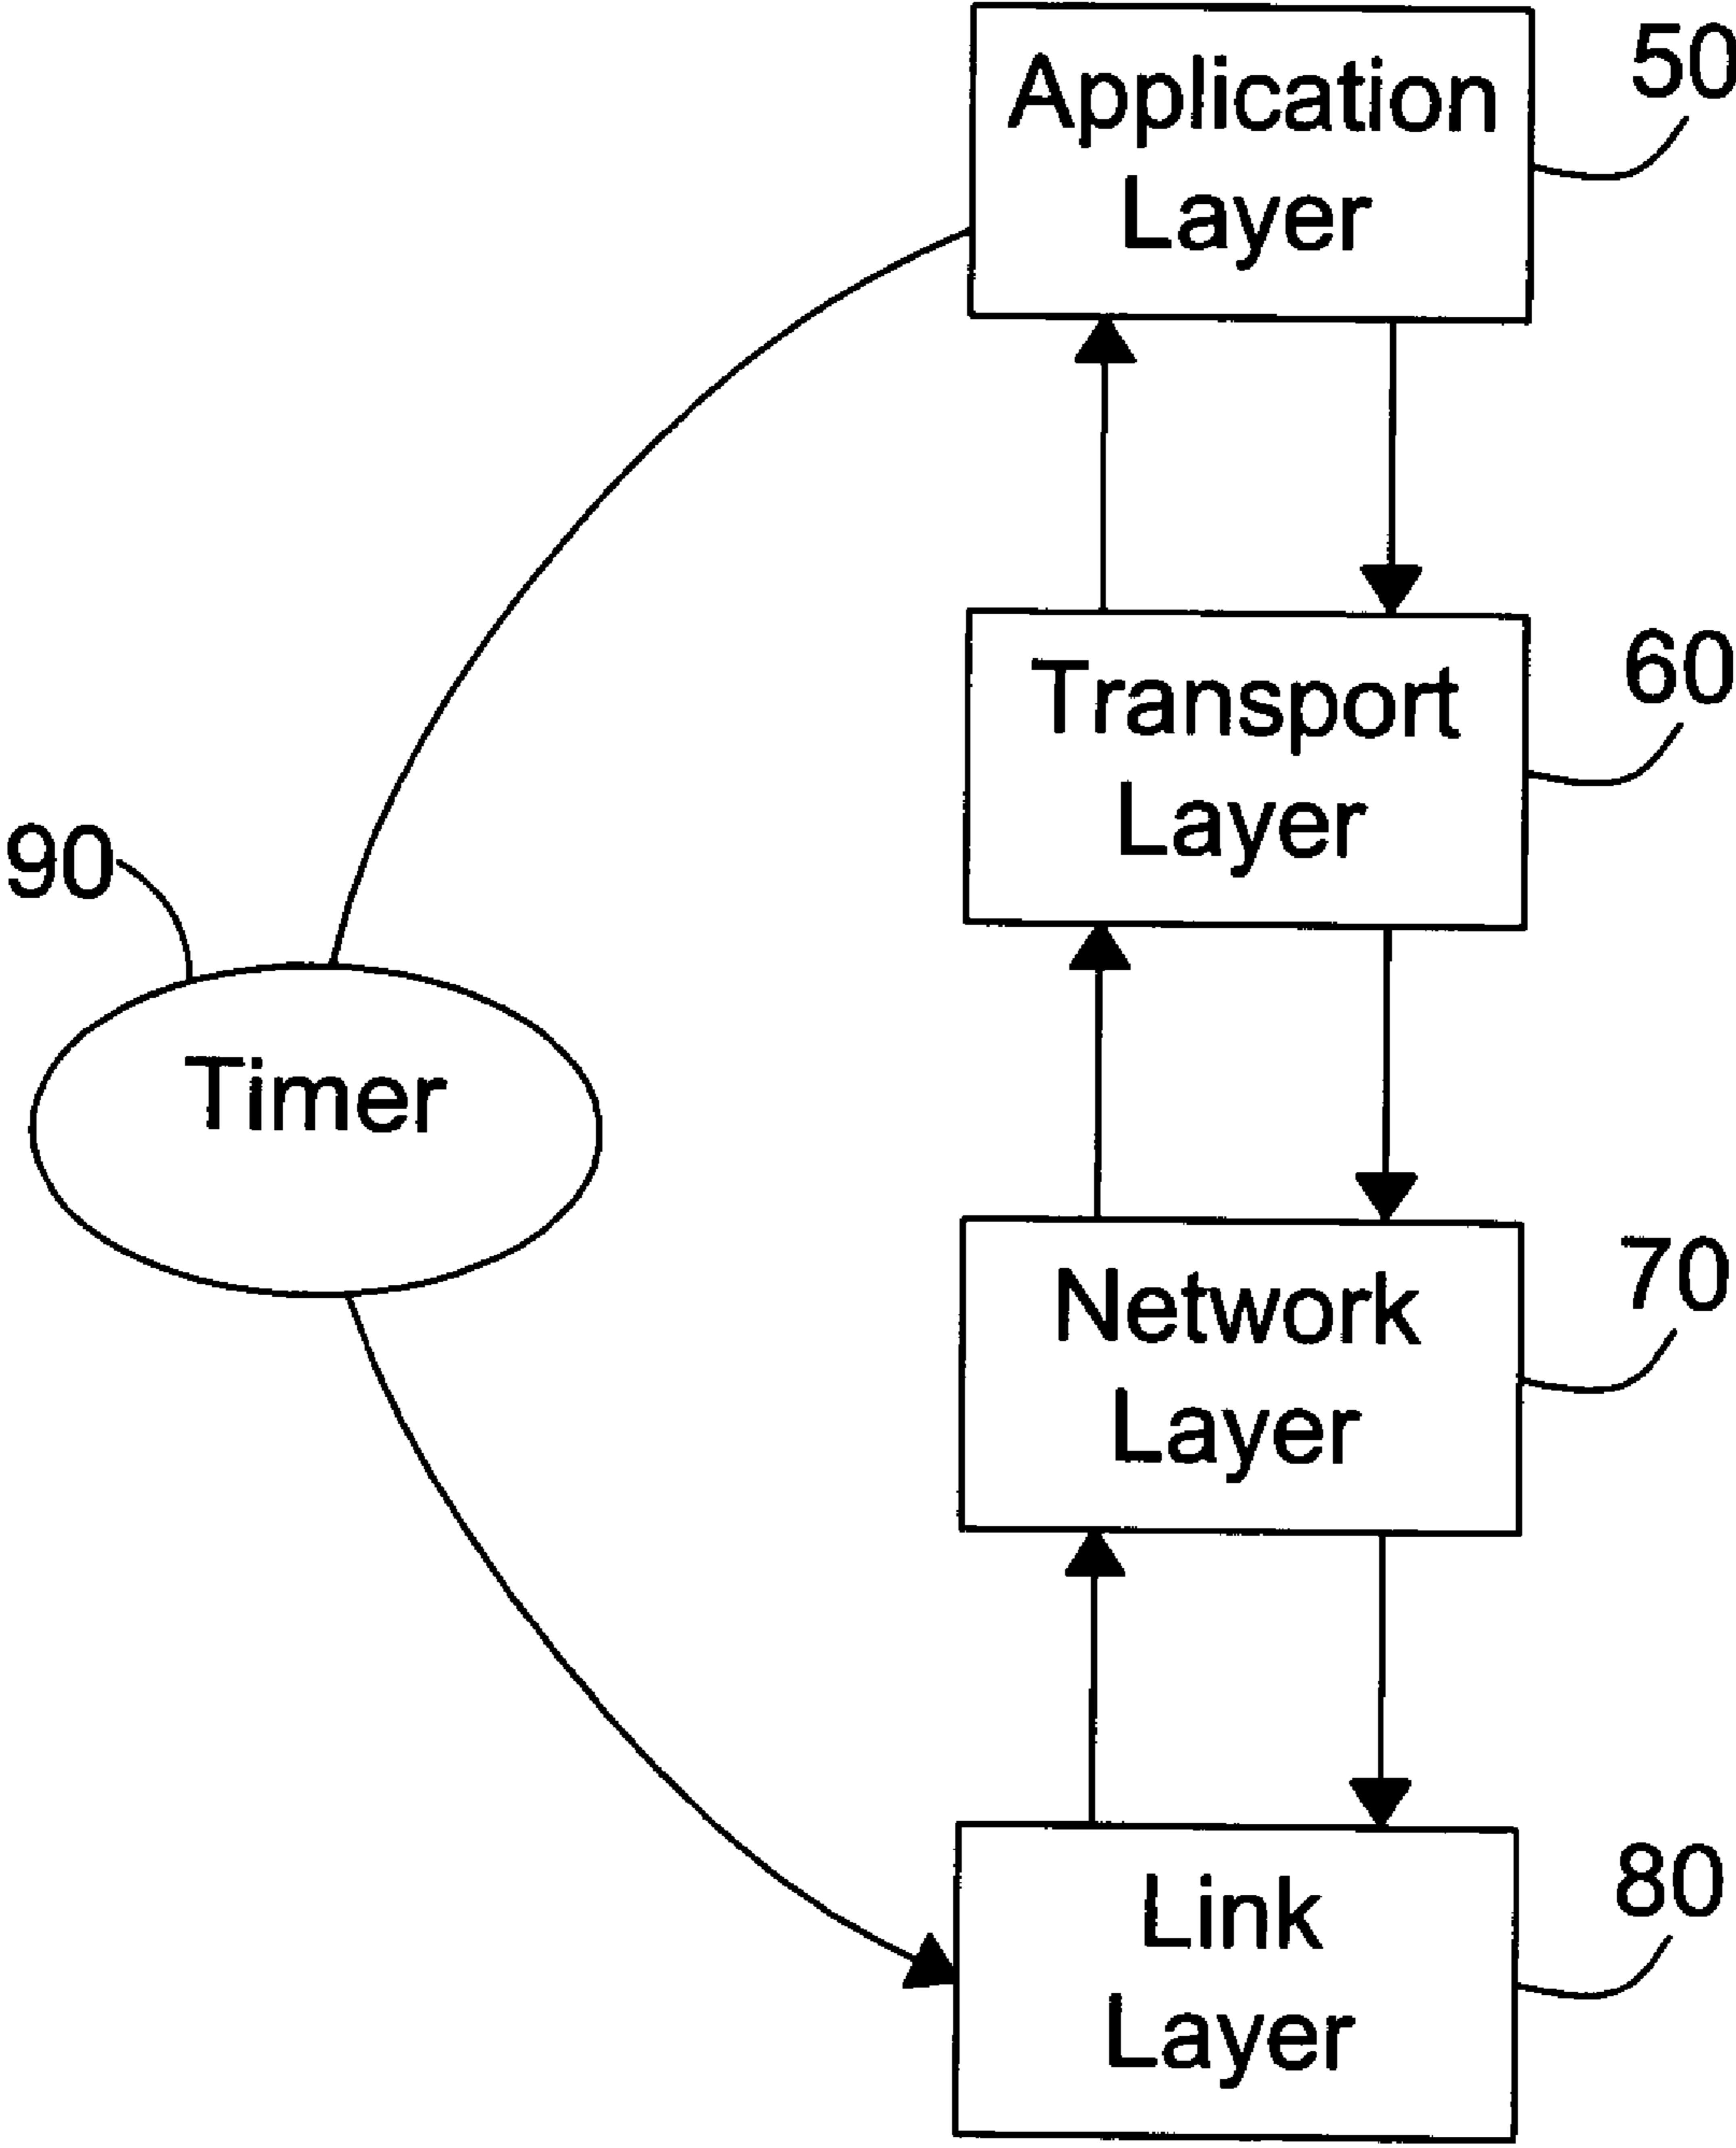 Application
Layer
50
Transport
Layer
60
90
Timer
Network
Layer
70
Link
Layer
80